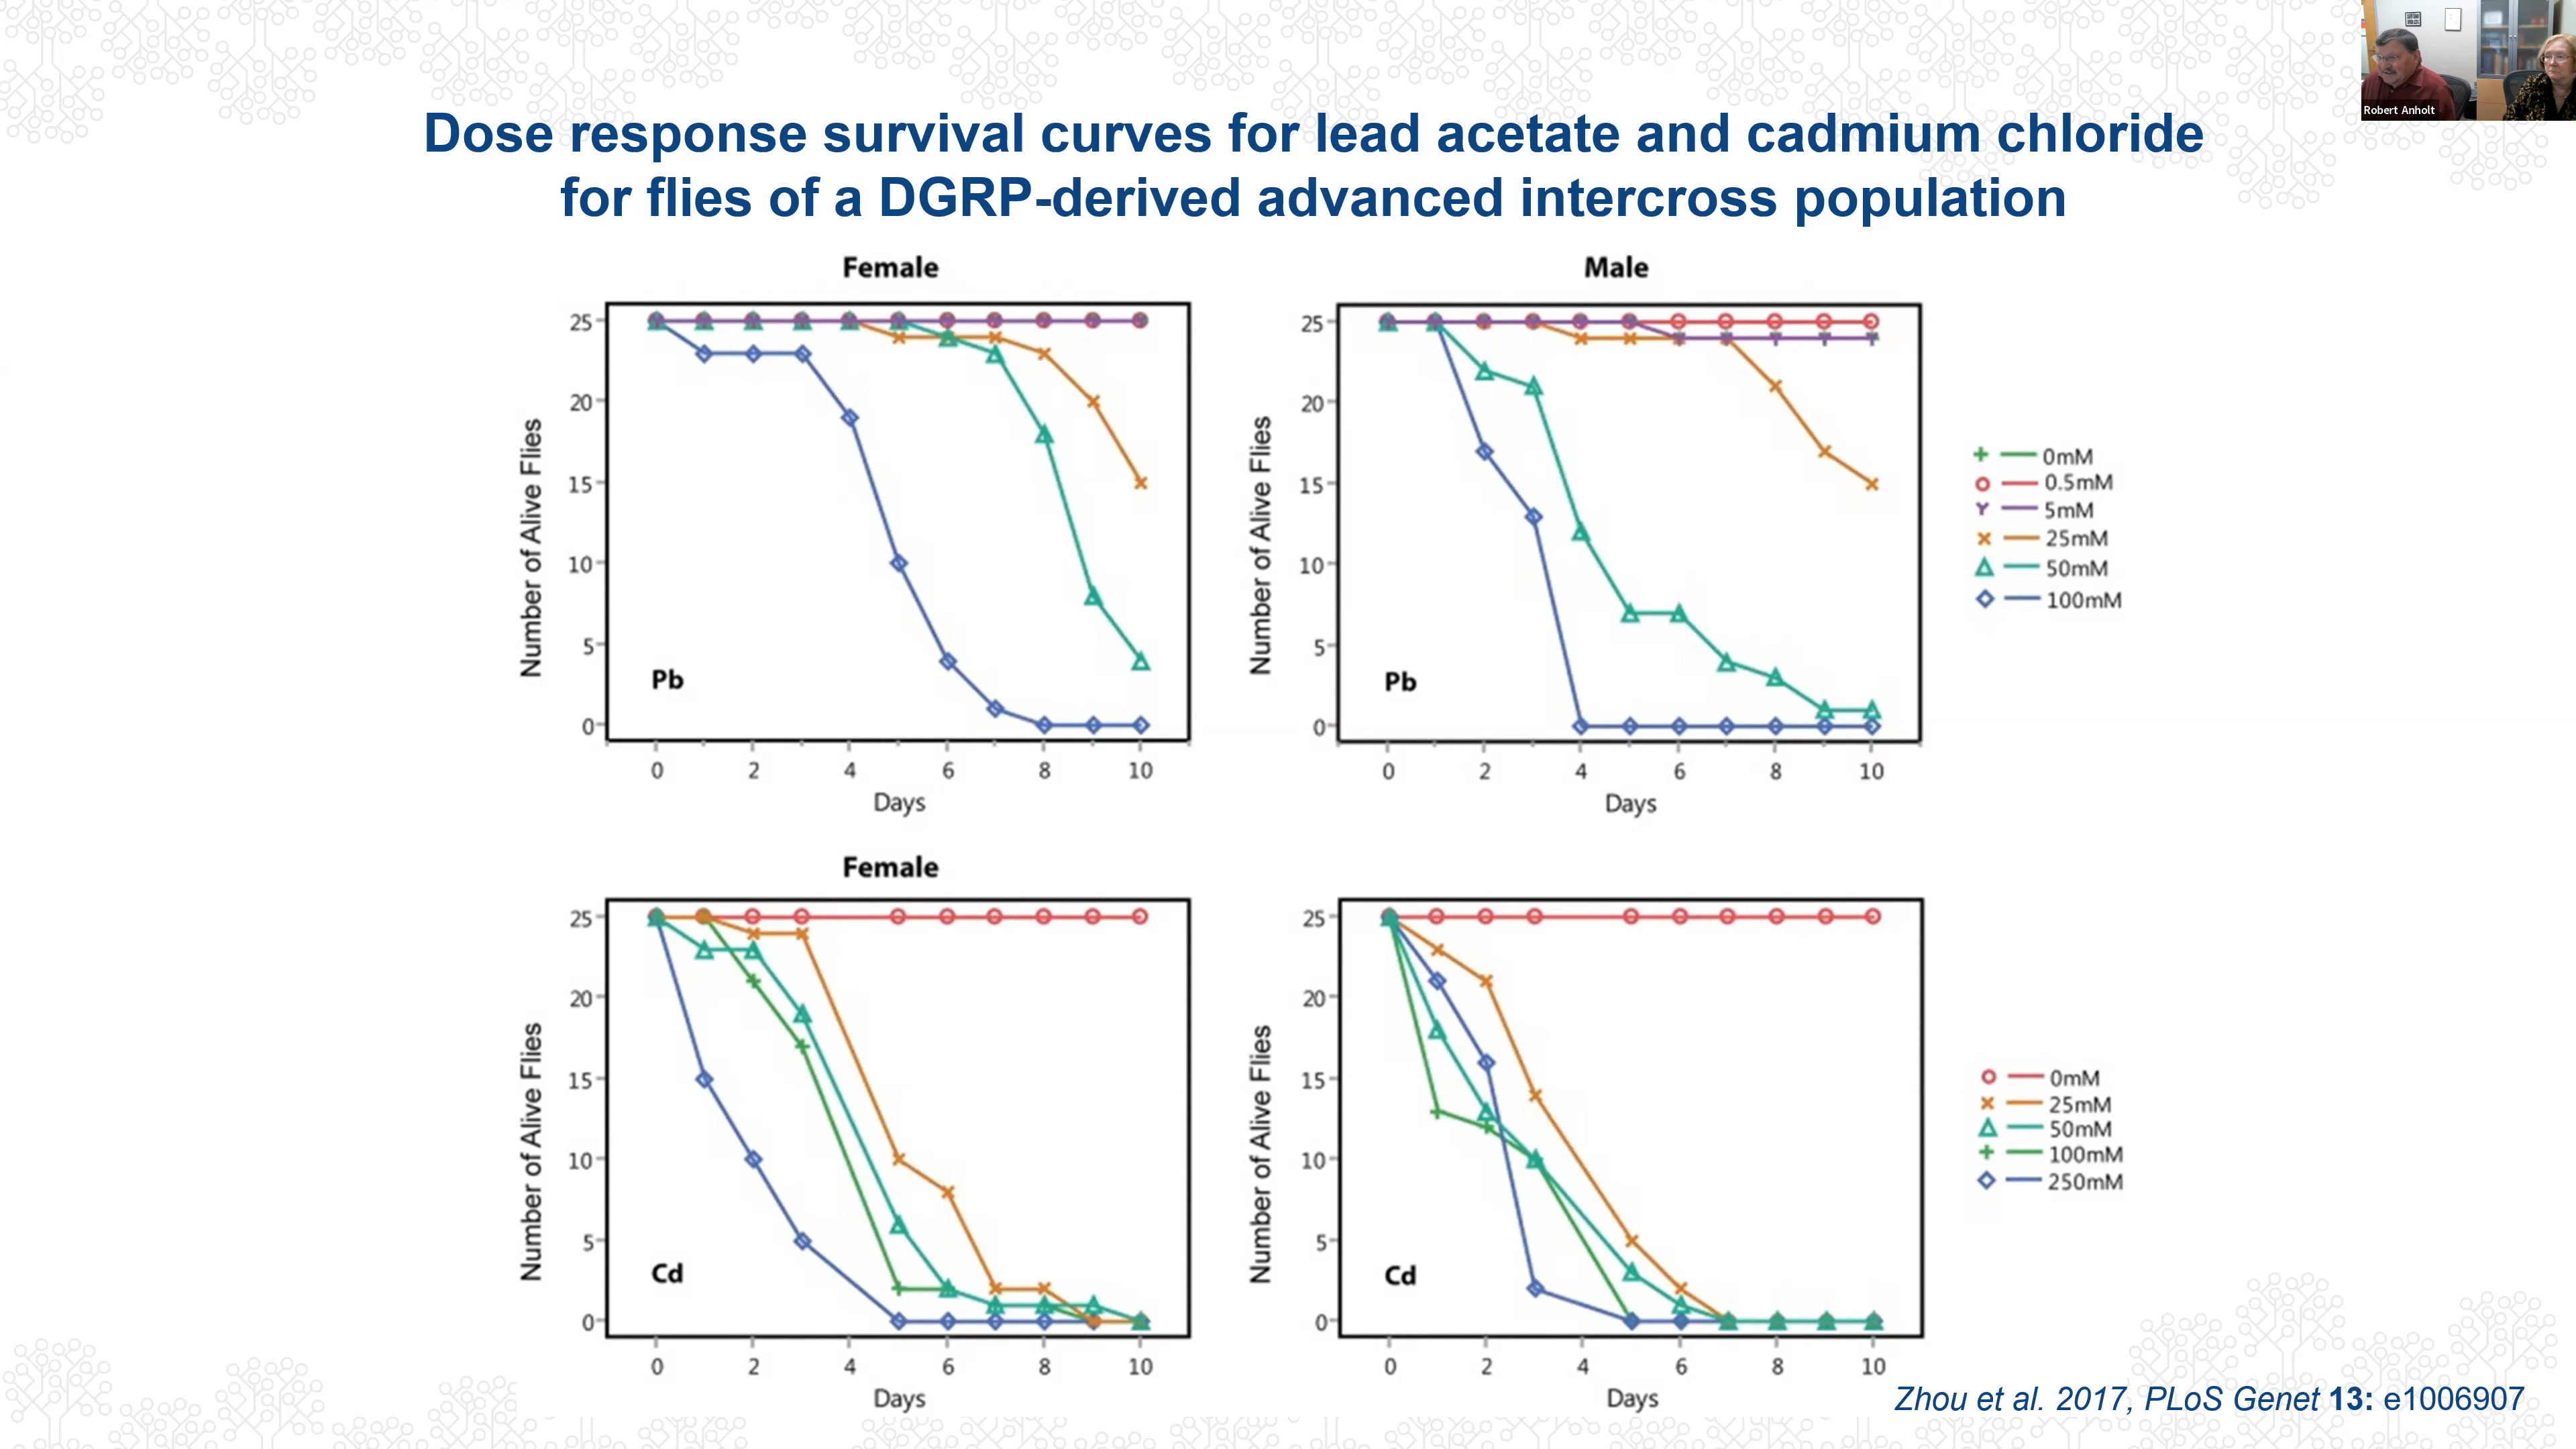 Robert Anholt
Dose response survival curves for lead acetate and cadmium chloride
for flies of a DGRP-derived advanced intercross population
Female
25
20
15
10
5
0
Number of Alive Flies
Pb
0 2 4 6 8 10
Days
Male
25
20
15
10
5
0
Number of Alive Flies
Pb
0 2 4 6 8 10
Days
0mM
0.5mM
5mM
25mM
50mM
100mM
Female
25
20
15
10
5
0
Number of Alive Flies
Cd
0 2 4 6 8 10
Days
25
20
15
10
5
0
Number of Alive Flies
Cd
0 2 4 6 8 10
Days
0mM
25mM
50mM
100mM
250mM
Zhou et al. 2017, PLoS Genet 13: e1006907